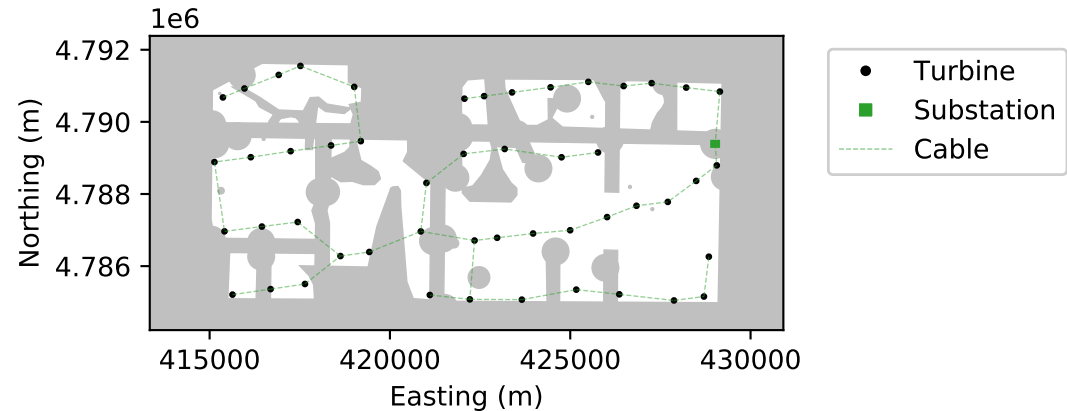 1e6
4.792
4.790
4.788
4.786
Northing (m)
415000 420000 425000 430000
Easting (m)
Turbine
Substation
Cable